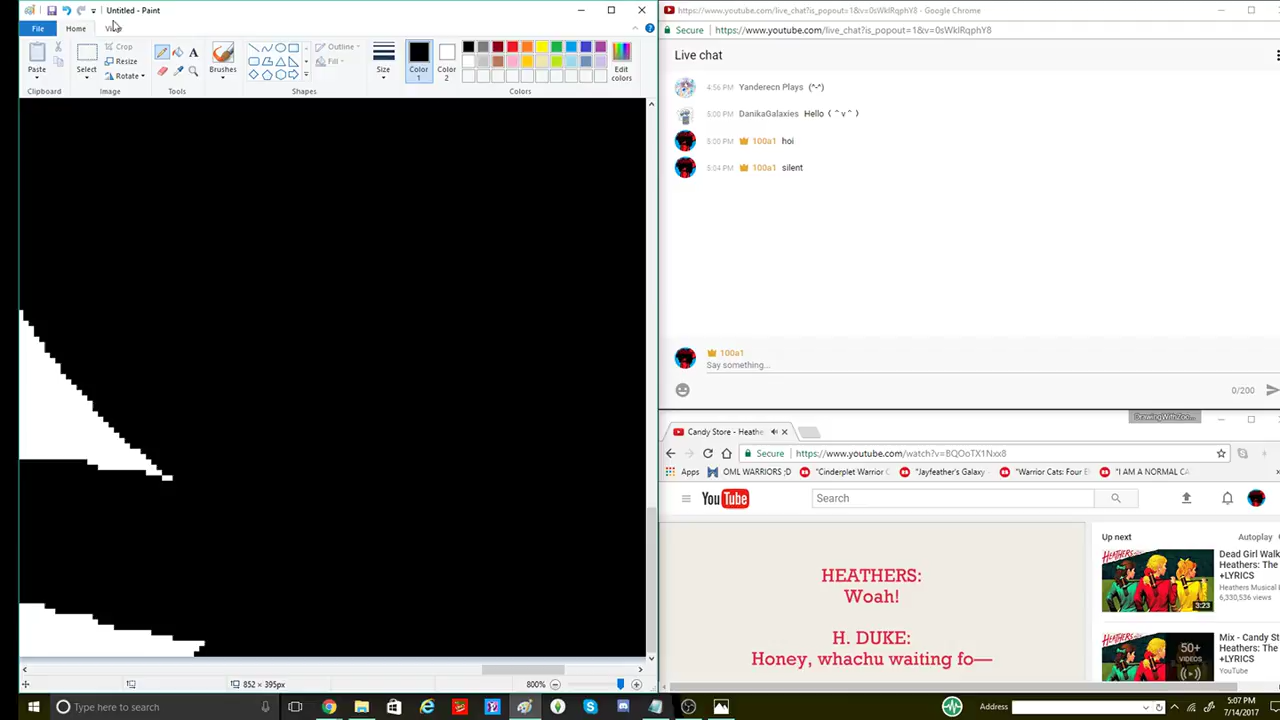 Untitled - Paint
File
Home
Paste
Clipboard
Select
Crop
Resize
Rotate
Image
Tools
Brushes
Shapes
Outline
Fill
Size
Color
1
Color
2
Colors
Edit
colors
852 × 395px
800%
https://www.youtube.com/live_chat?is_popout=1&v=0sWklRqphY8 - Google Chrome
Secure
https://www.youtube.com/live_chat?is_popout=1&v=0sWklRqphY8
Live chat
4:56 PM Yanderecn Plays (^-^)
5:00 PM DanikaGalaxies Hello ( ^ v ^ )
5:00 PM 100a1 hoi
5:04 PM 100a1 silent
100a1
Say something...
0/200
DrawingWithZoo...
Candy Store - Heathe
Secure
https://www.youtube.com/watch?v=BQOoTX1Nxx8
Apps
OML WARRIORS ;D
"Cinderplet Warrior C
"Jayfeather's Galaxy -
"Warrior Cats: Four E
"I AM A NORMAL CA
YouTube
Search
HEATHERS:
Woah!
H. DUKE:
Honey, whachu waiting fo—
Up next
Autoplay
Dead Girl Walk
Heathers: The
+LYRICS
Heathers Musical
6,330,536 views
3:23
Mix - Candy St
Heathers: The
+LYRICS
YouTube
50+
VIDEOS
Type here to search
Address
5:07 PM
7/14/2017